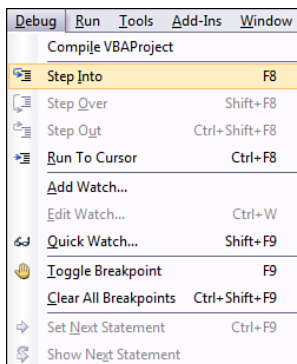 Debug Run Tools Add-Ins Window
Compile VBAProject
Step Into F8
Step Over Shift+F8
Step Out Ctrl+Shift+F8
Run To Cursor Ctrl+F8
Add Watch...
Edit Watch... Ctrl+W
Quick Watch... Shift+F9
Toggle Breakpoint F9
Clear All Breakpoints Ctrl+Shift+F9
Set Next Statement Ctrl+F9
Show Next Statement